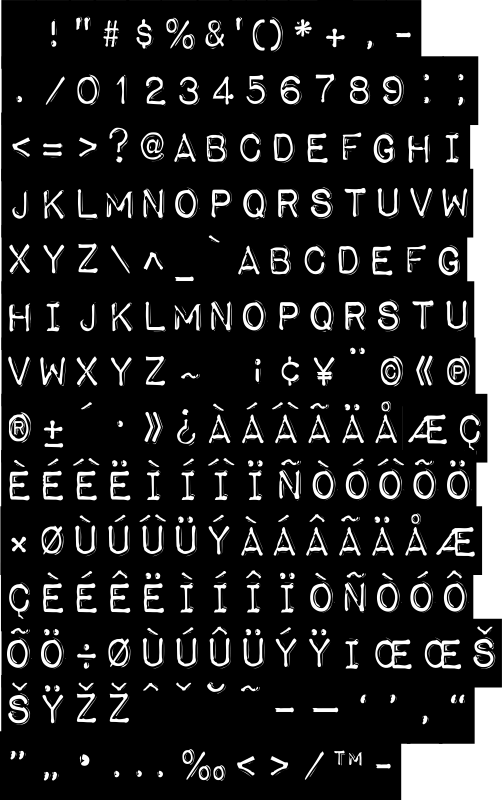 ! " # $ % & ' ( ) * + , -
. / 0 1 2 3 4 5 6 7 8 9 : ;
< = > ? @ A B C D E F G H I
J K L M N O P Q R S T U V W
X Y Z \ ^ _ ` A B C D E F G
H I J K L M N O P Q R S T U
V W X Y Z ~ ¡ ¢ ¥ ¨ © « ℗
® ± ´ · » ¿ À Á Â Ã Ä Å Æ Ç
È É Ê Ë Ì Í Î Ï Ñ Ò Ó Ô Õ Ö
× Ø Ù Ú Û Ü Ý À Á Â Ã Ä Å Æ
Ç È É Ê Ë Ì Í Î Ï Ò Ñ Ò Ó Ô
Õ Ö ÷ Ø Ù Ú Û Ü Ý Ÿ I Œ Œ Š
Š Ÿ Ž Ž ˆ ˇ ˘ ˜ – — ‘ ’ ‚ “
” „ • … ‰ < > / ™ -